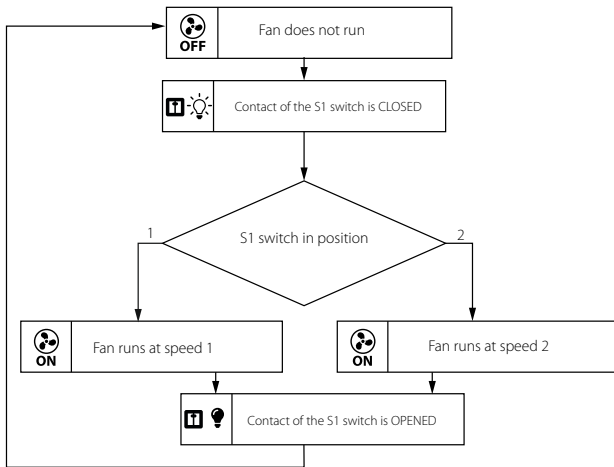 OFF
Fan does not run
Contact of the S1 switch is CLOSED
1
S1 switch in position
2
ON
Fan runs at speed 1
ON
Fan runs at speed 2
Contact of the S1 switch is OPENED